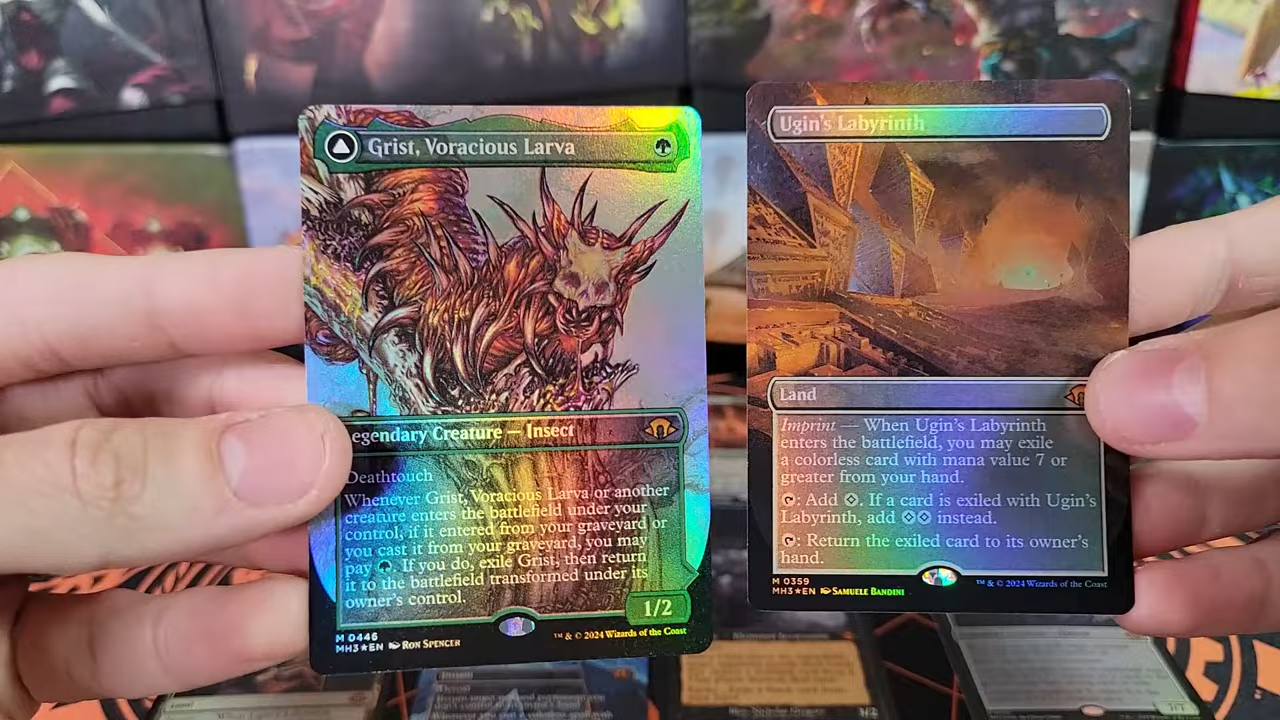 Grist, Voracious Larva
egendary Creature — Insect
Deathtouch
Whenever Grist, Voracious Larva or another
creature enters the battlefield under your
control, if it entered from your graveyard or
you cast it from your graveyard, you may
pay . If you do, exile Grist, then return
it to the battlefield transformed under its
owner's control.
1/2
M 0446
MH3★EN RON SPENCER
™ & © 2024 Wizards of the Coast
Ugin's Labyrinth
Land
Imprint — When Ugin's Labyrinth
enters the battlefield, you may exile
a colorless card with mana value 7 or
greater from your hand.
: Add . If a card is exiled with Ugin's
Labyrinth, add instead.
: Return the exiled card to its owner's
hand.
M 0359
MH3★EN SAMUELE BANDINI
™ & © 2024 Wizards of the Coast